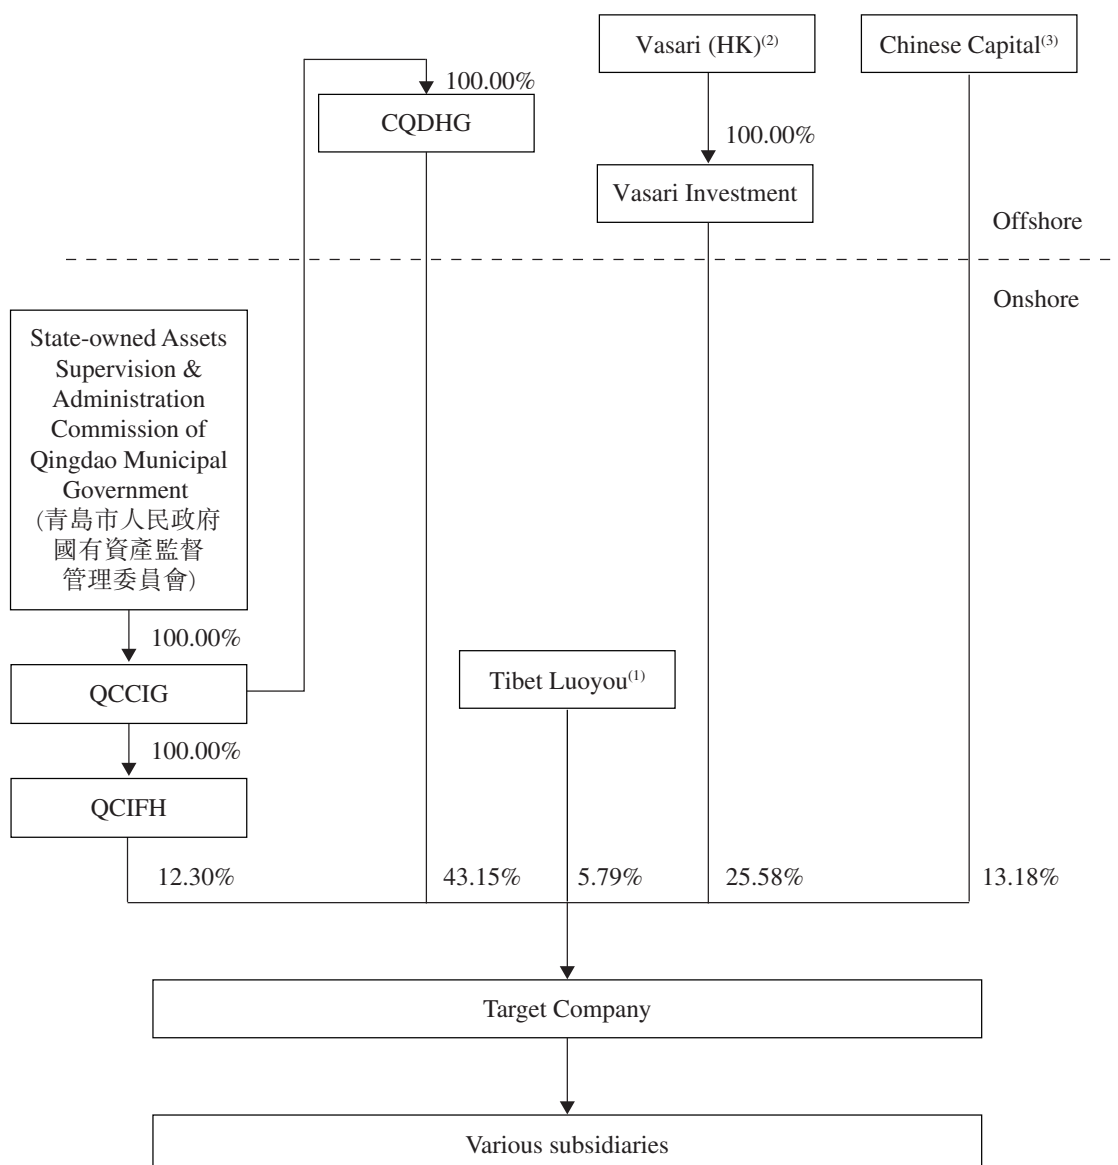 Vasari (HK)(2)
Chinese Capital(3)
100.00%
CQDHG
100.00%
Vasari Investment
Offshore
Onshore
State-owned Assets
Supervision &
Administration
Commission of
Qingdao Municipal
Government
(青島市人民政府
國有資產監督
管理委員會)
100.00%
Tibet Luoyou(1)
QCCIG
100.00%
QCIFH
12.30%
43.15%
5.79%
25.58%
13.18%
Target Company
Various subsidiaries